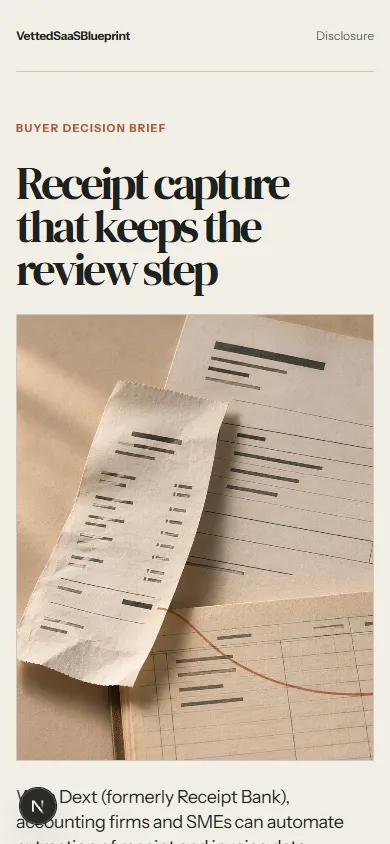 VettedSaaSBlueprint
Disclosure
BUYER DECISION BRIEF
Receipt capture
that keeps the
review step
Dext (formerly Receipt Bank),
accounting firms and SMEs can automate
N